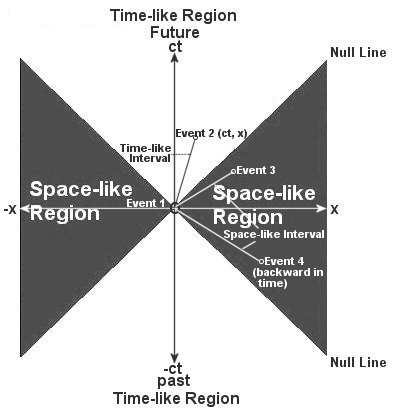 Time-like Region
Future
ct
Null Line
Event 2 (ct, x)
Time-like
Interval
Event 3
Space-like
Region
Space-like
Region
Event 1
-x
x
Space-like Interval
Event 4
(backward in
time)
Null Line
-ct
past
Time-like Region